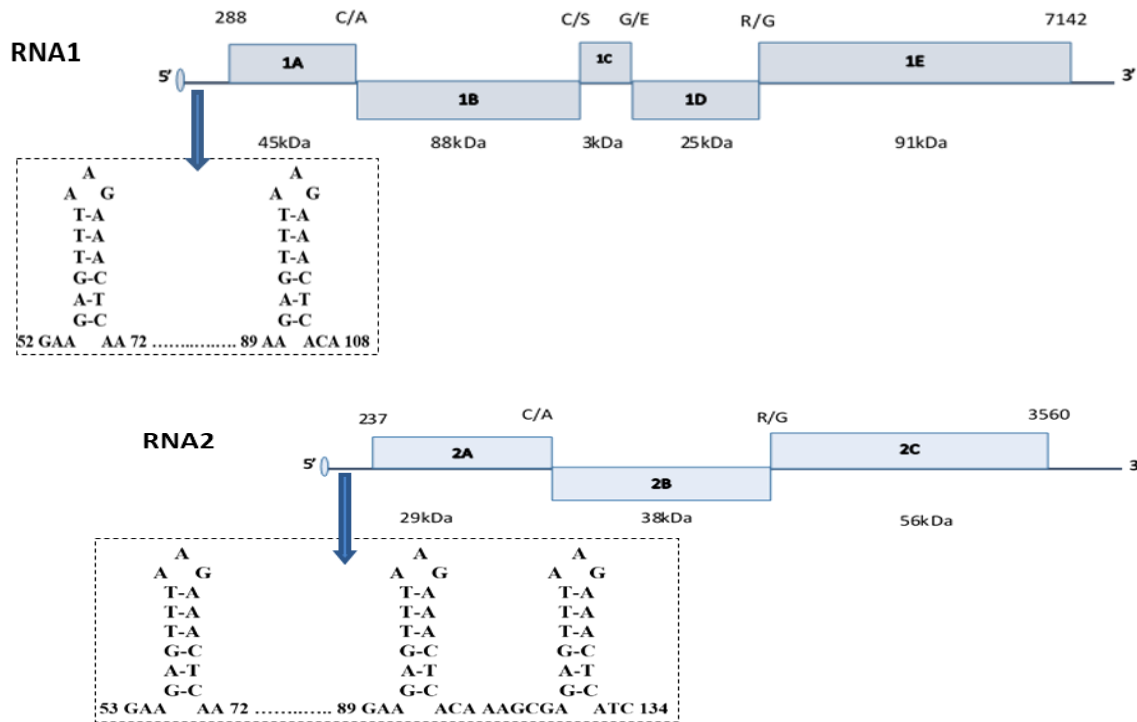 288 C/A C/S G/E R/G 7142
RNA1
5' 1A 1B 1C 1D 1E 3'
45kDa 88kDa 3kDa 25kDa 91kDa
A A
A G A G
T-A T-A
T-A T-A
T-A T-A
G-C G-C
A-T A-T
G-C G-C
52 GAA AA 72 ............. 89 AA ACA 108
237 C/A R/G 3560
RNA2
5' 2A 2B 2C 3
29kDa 38kDa 56kDa
A A A
A G A G A G
T-A T-A T-A
T-A T-A T-A
T-A T-A T-A
G-C G-C G-C
A-T A-T A-T
G-C G-C G-C
53 GAA AA 72 ............. 89 GAA ACA AAGCGA ATC 134